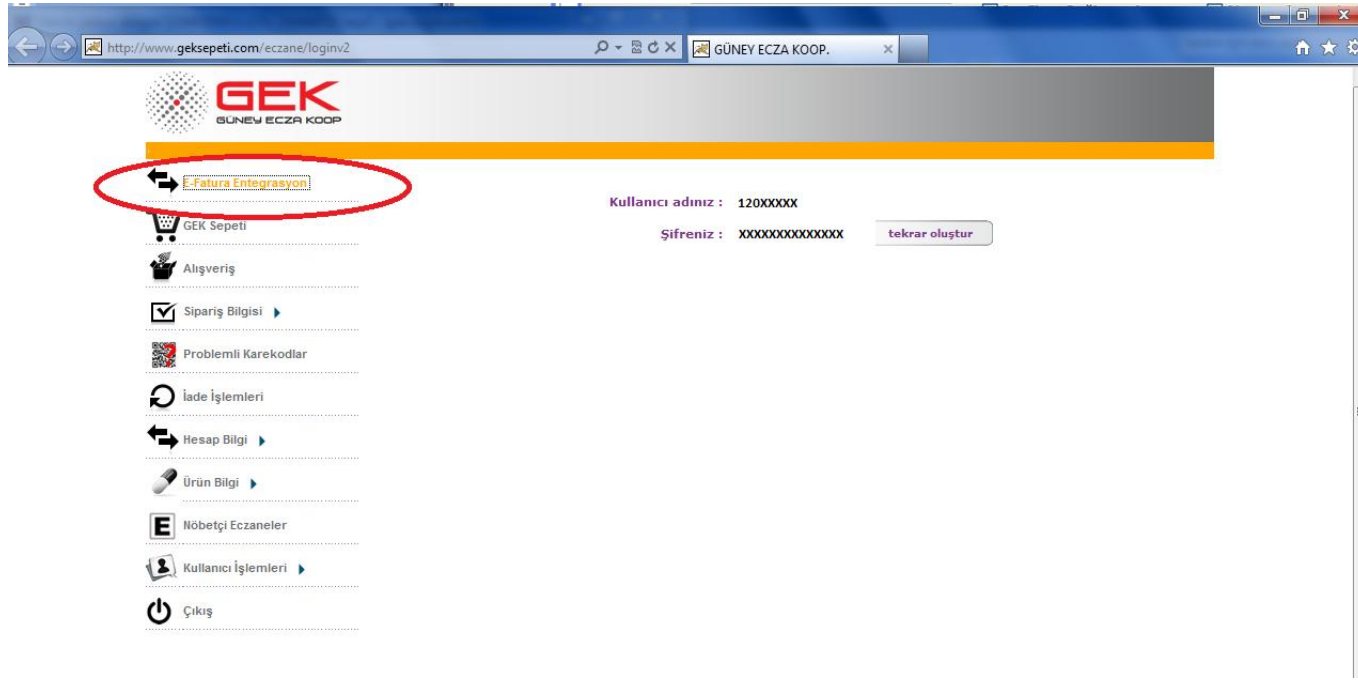 http://www.geksepeti.com/eczane/loginv2
GÜNEY ECZA KOOP.
GEK
GÜNEY ECZA KOOP
E-Fatura Entegrasyon
Kullanıcı adınız : 120XXXXX
GEK Sepeti
Şifreniz : XXXXXXXXXXXXXX tekrar oluştur
Alışveriş
Sipariş Bilgisi
Problemli Karekodlar
İade İşlemleri
Hesap Bilgi
Ürün Bilgi
E Nöbetçi Eczaneler
Kullanıcı İşlemleri
Çıkış